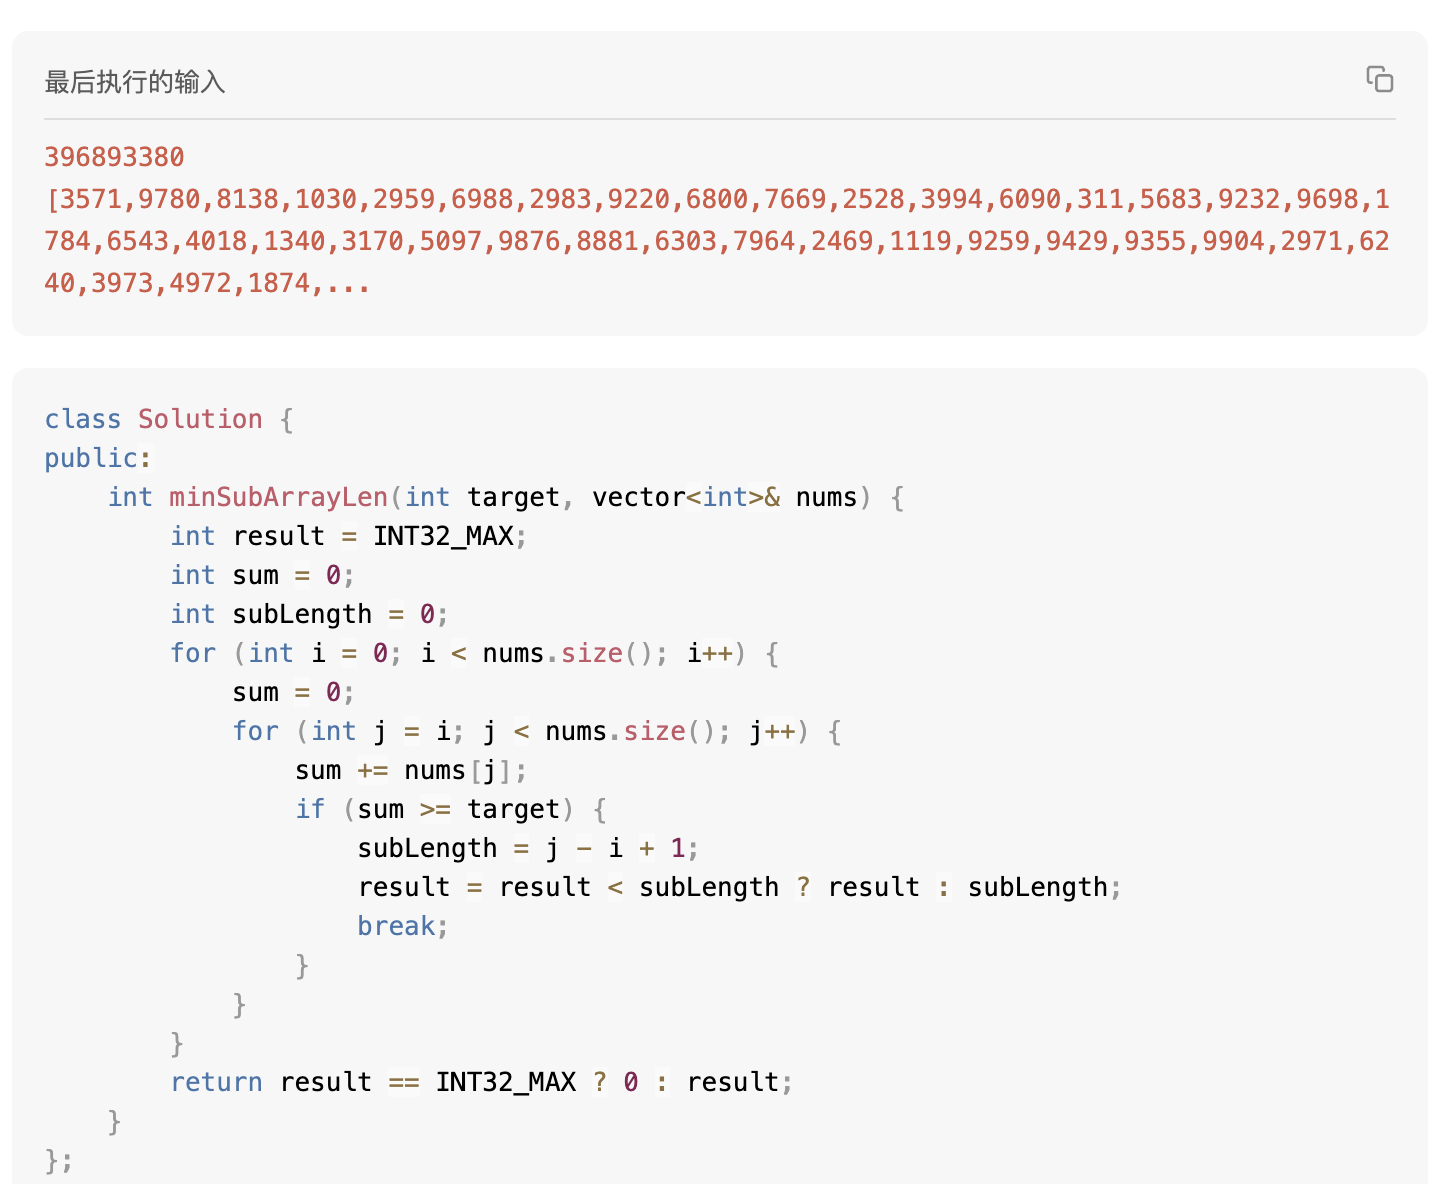 最后执行的输入
396893380
[3571,9780,8138,1030,2959,6988,2983,9220,6800,7669,2528,3994,6090,311,5683,9232,9698,1
784,6543,4018,1340,3170,5097,9876,8881,6303,7964,2469,1119,9259,9429,9355,9904,2971,62
40,3973,4972,1874,...
class Solution {
public:
    int minSubArrayLen(int target, vector<int>& nums) {
        int result = INT32_MAX;
        int sum = 0;
        int subLength = 0;
        for (int i = 0; i < nums.size(); i++) {
            sum = 0;
            for (int j = i; j < nums.size(); j++) {
                sum += nums[j];
                if (sum >= target) {
                    subLength = j - i + 1;
                    result = result < subLength ? result : subLength;
                    break;
                }
            }
        }
        return result == INT32_MAX ? 0 : result;
    }
};